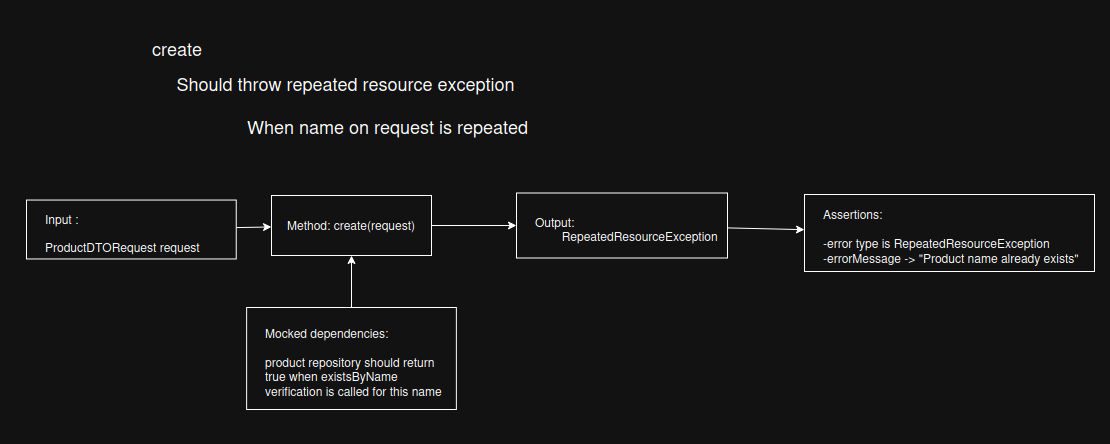 create
Should throw repeated resource exception
When name on request is repeated
Input :
ProductDTORequest request
Method: create(request)
Output:
RepeatedResourceException
Assertions:
-error type is RepeatedResourceException
-errorMessage -> "Product name already exists"
Mocked dependencies:
product repository should return
true when existsByName
verification is called for this name